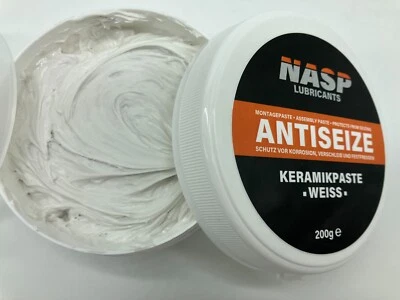 NASP
LUBRICANTS
MONTAGEPASTE - ASSEMBLY PASTE - PROTECTS FROM SEIZING
ANTISEIZE
SCHUTZ VOR KORROSION, VERSCHLEIß UND FESTFRESSEN
KERAMIKPASTE
▪WEISS▪
200g ℮